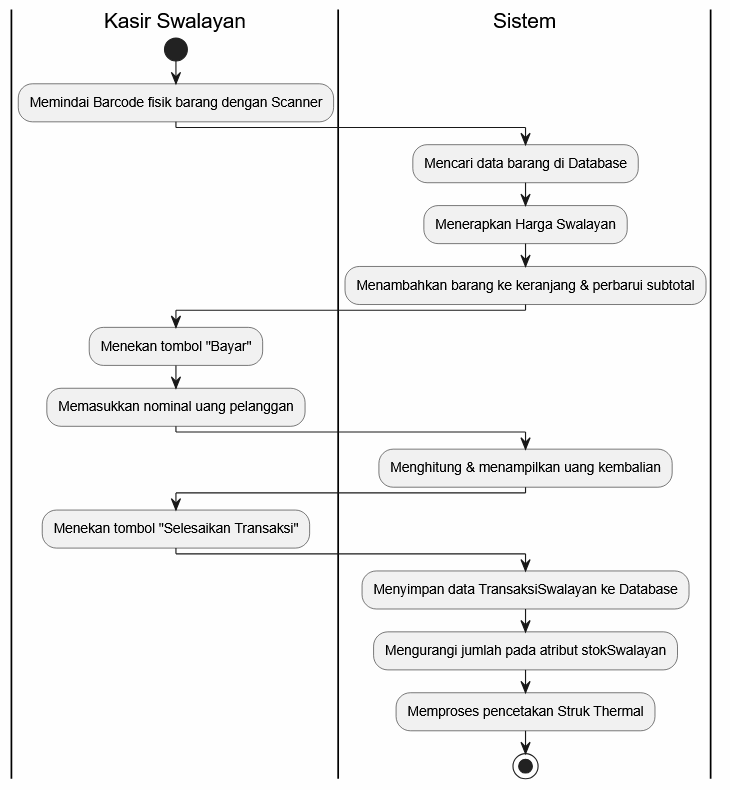 Kasir Swalayan
Sistem
Memindai Barcode fisik barang dengan Scanner
Mencari data barang di Database
Menerapkan Harga Swalayan
Menambahkan barang ke keranjang & perbarui subtotal
Menekan tombol "Bayar"
Memasukkan nominal uang pelanggan
Menghitung & menampilkan uang kembalian
Menekan tombol "Selesaikan Transaksi"
Menyimpan data TransaksiSwalayan ke Database
Mengurangi jumlah pada atribut stokSwalayan
Memproses pencetakan Struk Thermal